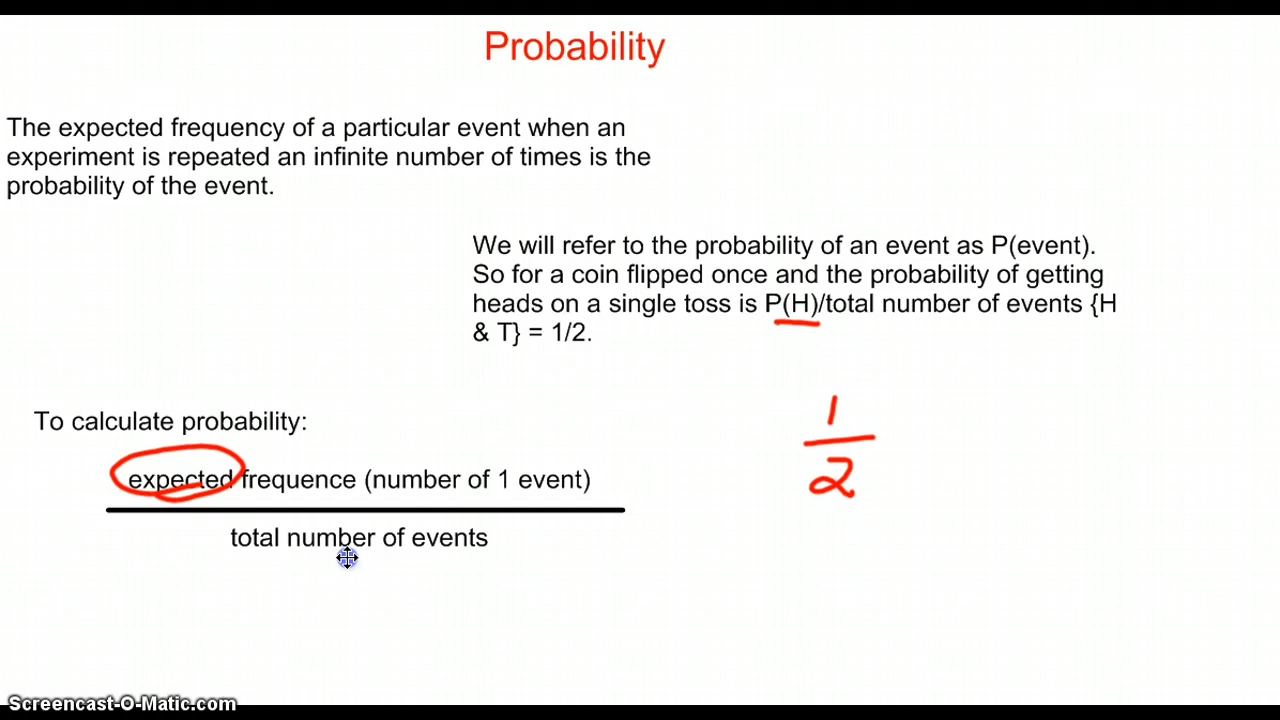 Probability
The expected frequency of a particular event when an
experiment is repeated an infinite number of times is the
probability of the event.
We will refer to the probability of an event as P(event).
So for a coin flipped once and the probability of getting
heads on a single toss is P(H)/total number of events {H
& T} = 1/2.
To calculate probability:
expected frequence (number of 1 event)
total number of events
1
2
Screencast-O-Matic.com